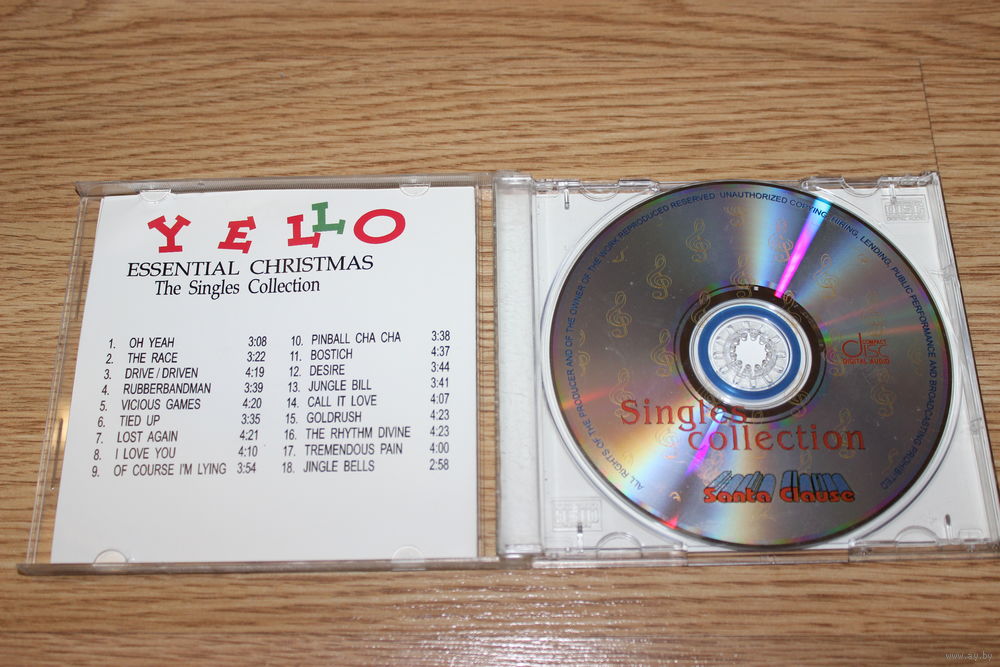 YELLO
ESSENTIAL CHRISTMAS
The Singles Collection
1. OH YEAH 3:08
2. THE RACE 3:22
3. DRIVE / DRIVEN 4:19
4. RUBBERBANDMAN 3:39
5. VICIOUS GAMES 4:20
6. TIED UP 3:35
7. LOST AGAIN 4:21
8. I LOVE YOU 4:10
9. OF COURSE I'M LYING 3:54
10. PINBALL CHA CHA 3:38
11. BOSTICH 4:37
12. DESIRE 3:44
13. JUNGLE BILL 3:41
14. CALL IT LOVE 4:07
15. GOLDRUSH 4:23
16. THE RHYTHM DIVINE 4:23
17. TREMENDOUS PAIN 4:00
18. JINGLE BELLS 2:58
ALL RIGHTS OF THE PRODUCER AND OF THE OWNER OF THE WORK REPRODUCED RESERVED UNAUTHORIZED COPYING, HIRING, LENDING, PUBLIC PERFORMANCE AND BROADCASTING PROHIBITED
COMPACT
disc
DIGITAL AUDIO
Singles
collection
Santa Clause
www.ay.by